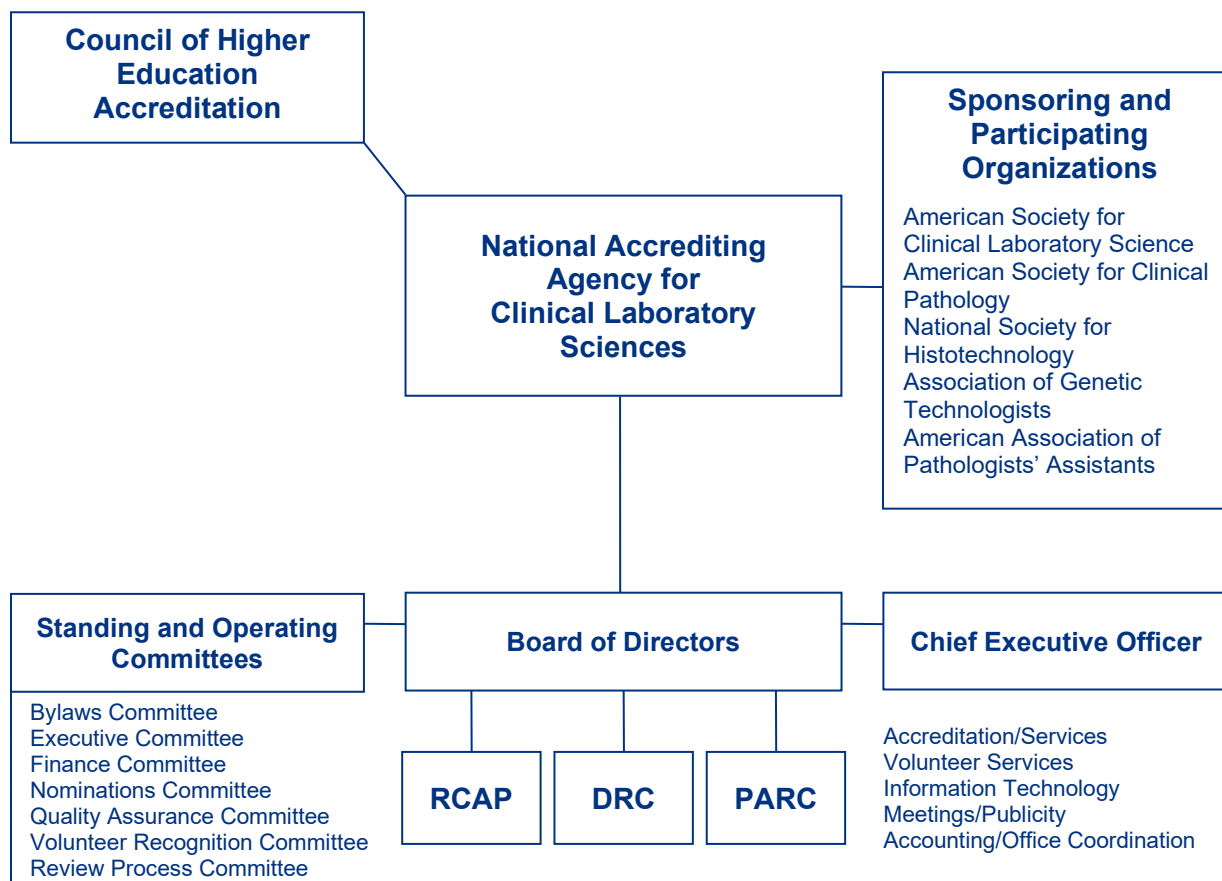 Council of Higher
Education
Accreditation
Sponsoring and
Participating
Organizations
American Society for
Clinical Laboratory Science
American Society for Clinical
Pathology
National Society for
Histotechnology
Association of Genetic
Technologists
American Association of
Pathologists’ Assistants
National Accrediting
Agency for
Clinical Laboratory
Sciences
Standing and Operating
Committees
Bylaws Committee
Executive Committee
Finance Committee
Nominations Committee
Quality Assurance Committee
Volunteer Recognition Committee
Review Process Committee
Board of Directors
RCAP
DRC
PARC
Chief Executive Officer
Accreditation/Services
Volunteer Services
Information Technology
Meetings/Publicity
Accounting/Office Coordination